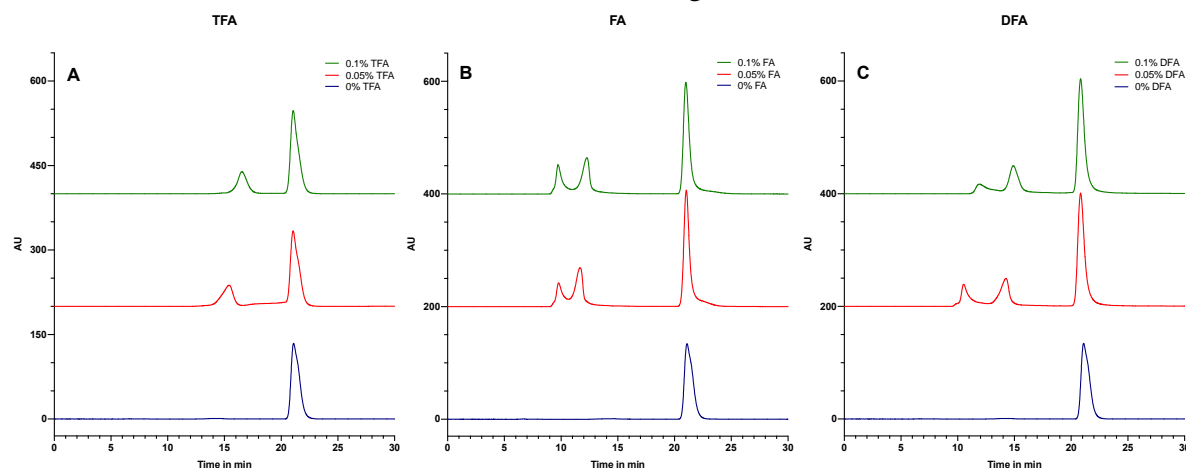 TFA
A
0.1% TFA
0.05% TFA
0% TFA
600
450
300
150
0
AU
0 5 10 15 20 25 30
Time in min
FA
B
0.1% FA
0.05% FA
0% FA
600
400
200
0
AU
0 5 10 15 20 25 30
Time in min
DFA
C
0.1% DFA
0.05% DFA
0% DFA
600
400
200
0
AU
0 5 10 15 20 25 30
Time in min